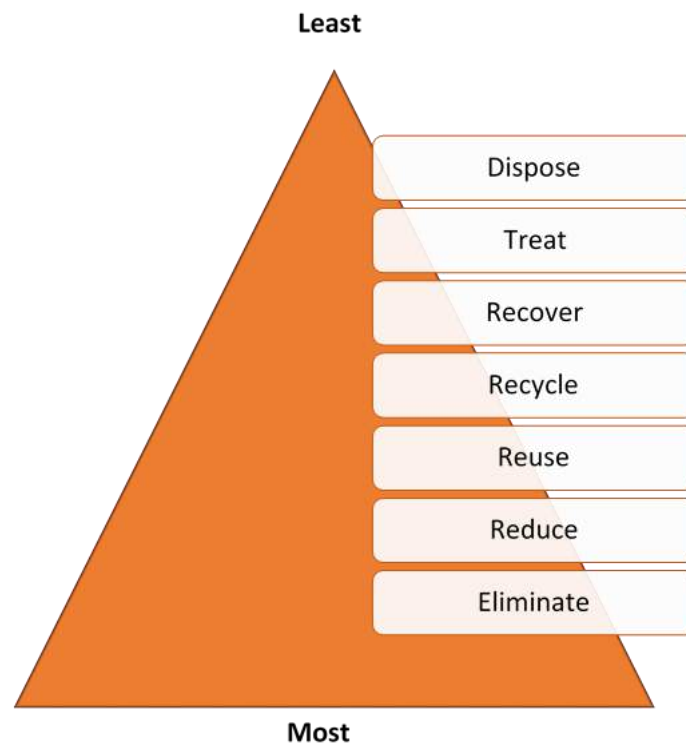 Least
Dispose
Treat
Recover
Recycle
Reuse
Reduce
Eliminate
Most